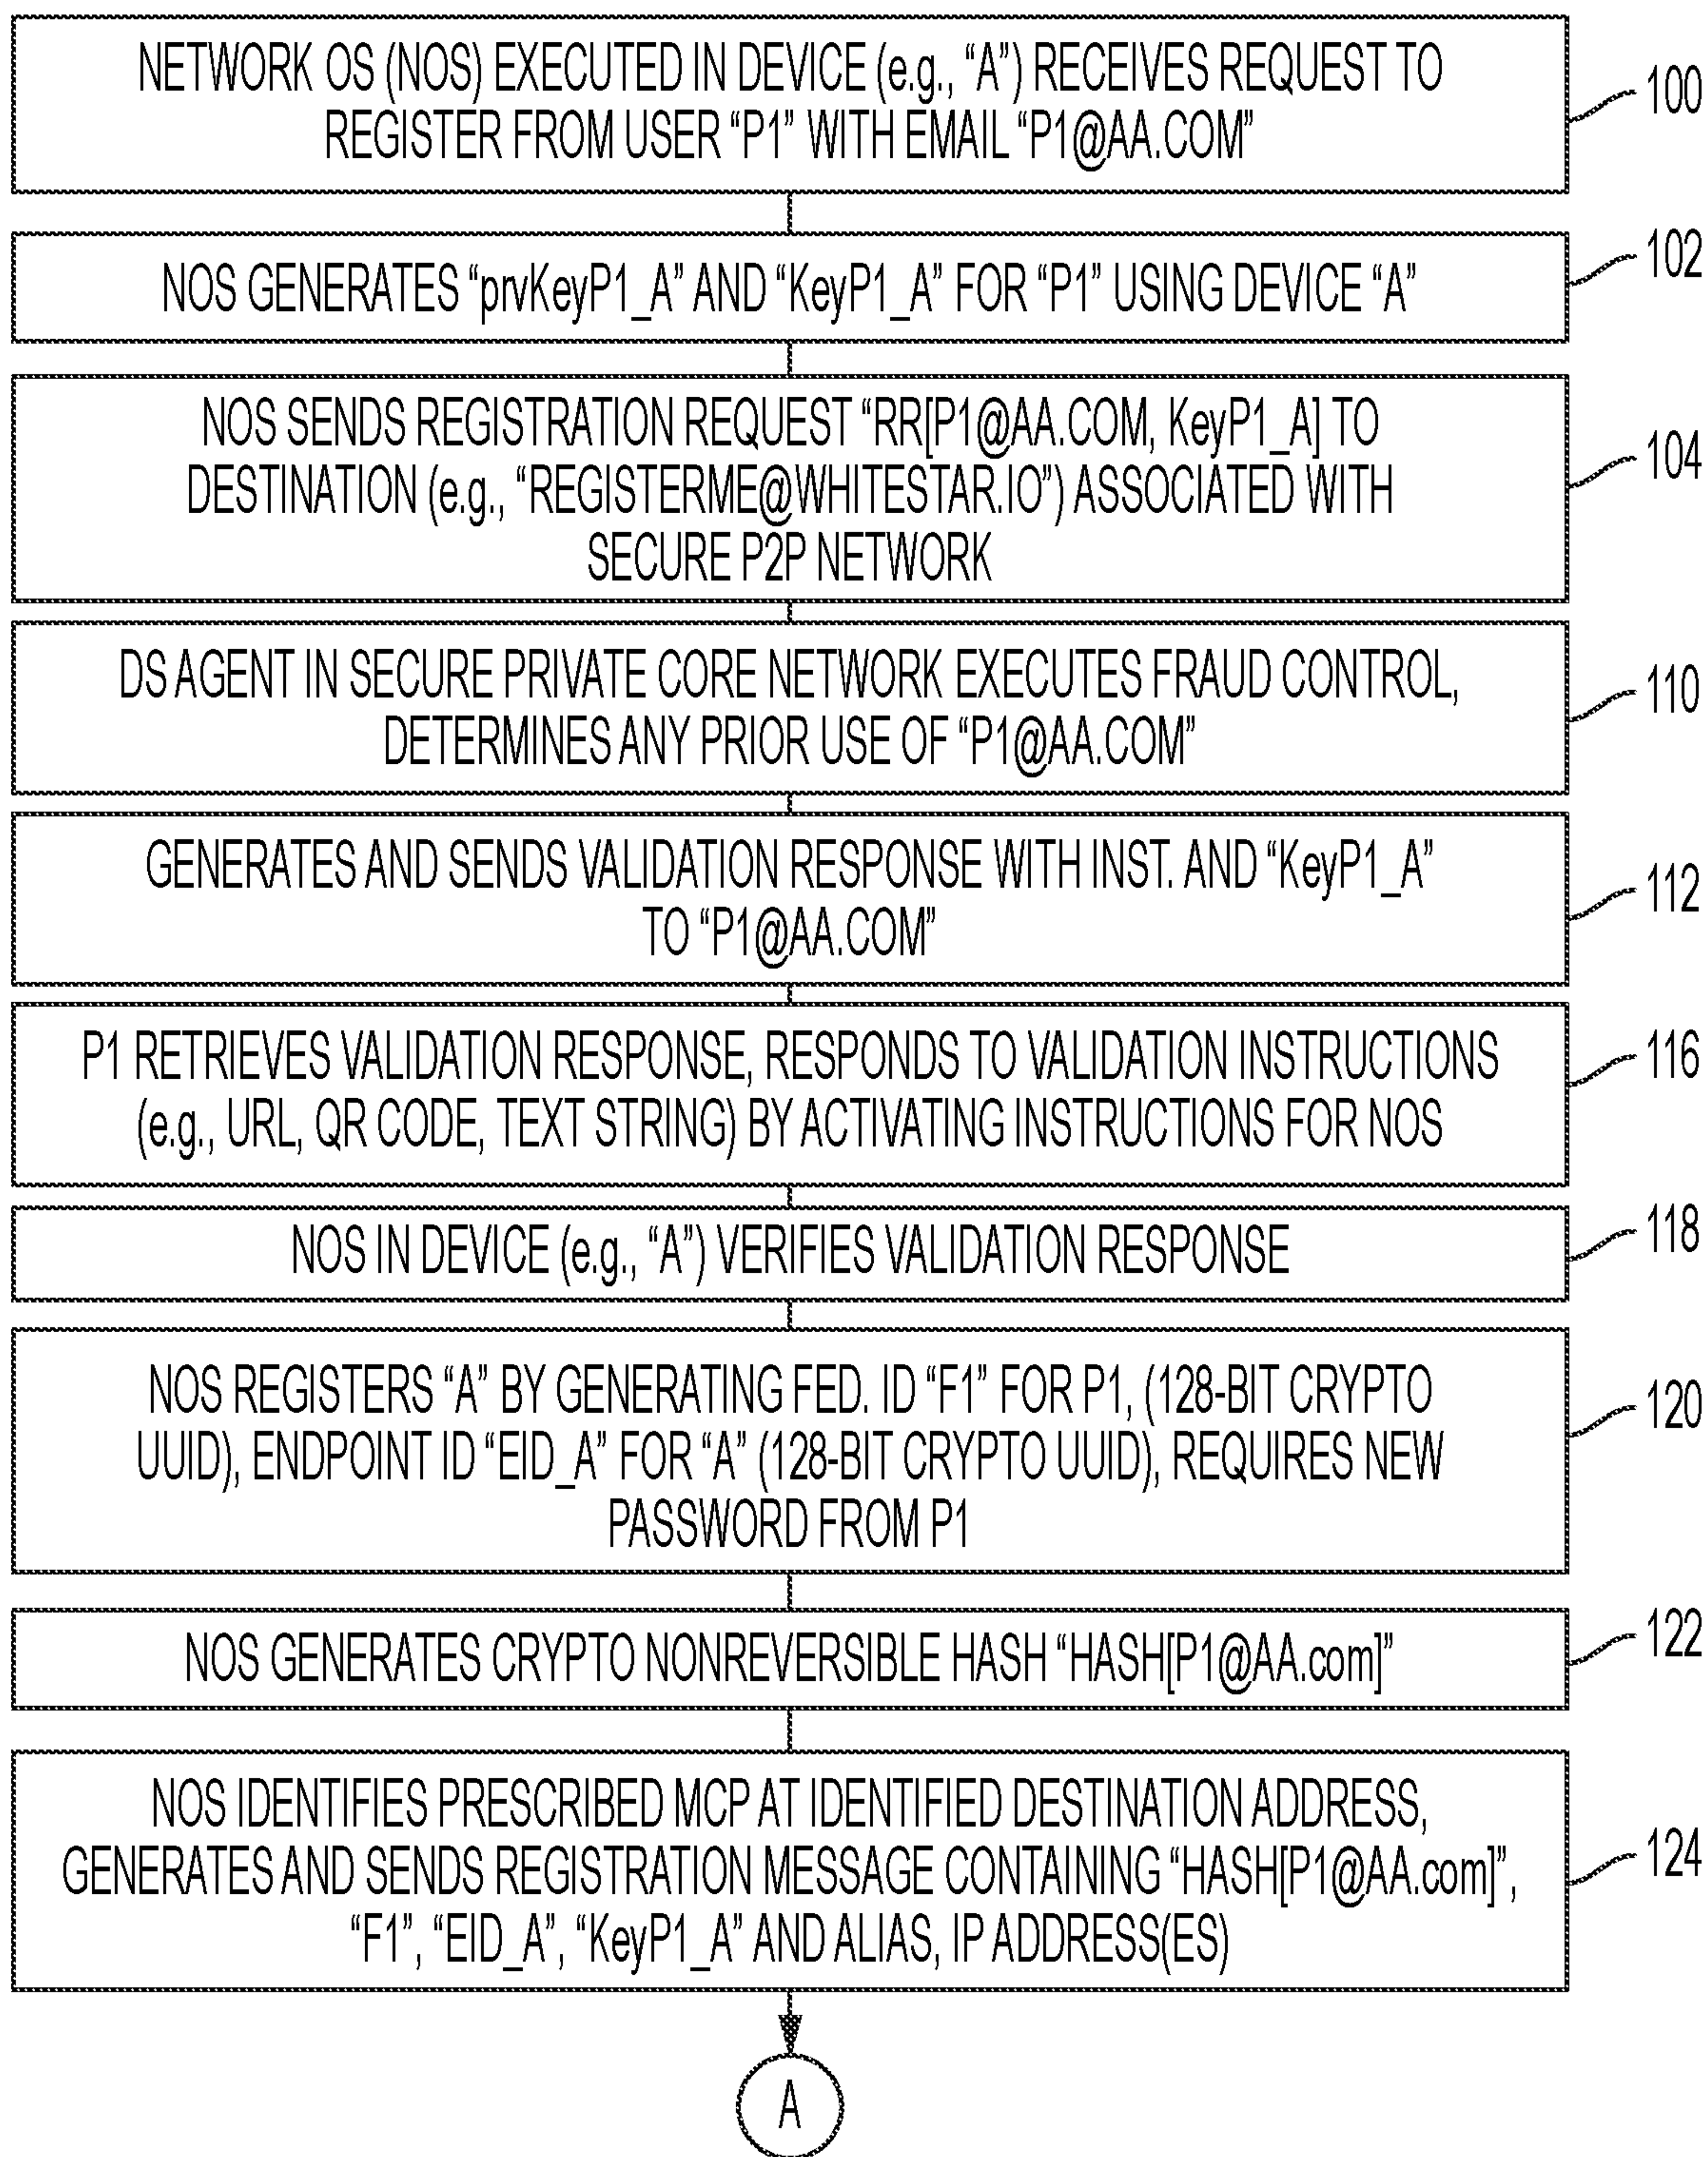 NETWORK OS (NOS) EXECUTED IN DEVICE (e.g., “A”) RECEIVES REQUEST TO
REGISTER FROM USER “P1” WITH EMAIL “P1@AA.COM”
100
NOS GENERATES “prvKeyP1_A” AND “KeyP1_A” FOR “P1” USING DEVICE “A”
102
NOS SENDS REGISTRATION REQUEST “RR[P1@AA.COM, KeyP1_A] TO
DESTINATION (e.g., “REGISTERME@WHITESTAR.IO”) ASSOCIATED WITH
SECURE P2P NETWORK
104
DS AGENT IN SECURE PRIVATE CORE NETWORK EXECUTES FRAUD CONTROL,
DETERMINES ANY PRIOR USE OF “P1@AA.COM”
110
GENERATES AND SENDS VALIDATION RESPONSE WITH INST. AND “KeyP1_A”
TO “P1@AA.COM”
112
P1 RETRIEVES VALIDATION RESPONSE, RESPONDS TO VALIDATION INSTRUCTIONS
(e.g., URL, QR CODE, TEXT STRING) BY ACTIVATING INSTRUCTIONS FOR NOS
116
NOS IN DEVICE (e.g., “A”) VERIFIES VALIDATION RESPONSE
118
NOS REGISTERS “A” BY GENERATING FED. ID “F1” FOR P1, (128-BIT CRYPTO
UUID), ENDPOINT ID “EID_A” FOR “A” (128-BIT CRYPTO UUID), REQUIRES NEW
PASSWORD FROM P1
120
NOS GENERATES CRYPTO NONREVERSIBLE HASH “HASH[P1@AA.com]”
122
NOS IDENTIFIES PRESCRIBED MCP AT IDENTIFIED DESTINATION ADDRESS,
GENERATES AND SENDS REGISTRATION MESSAGE CONTAINING “HASH[P1@AA.com]”,
“F1”, “EID_A”, “KeyP1_A” AND ALIAS, IP ADDRESS(ES)
124
A